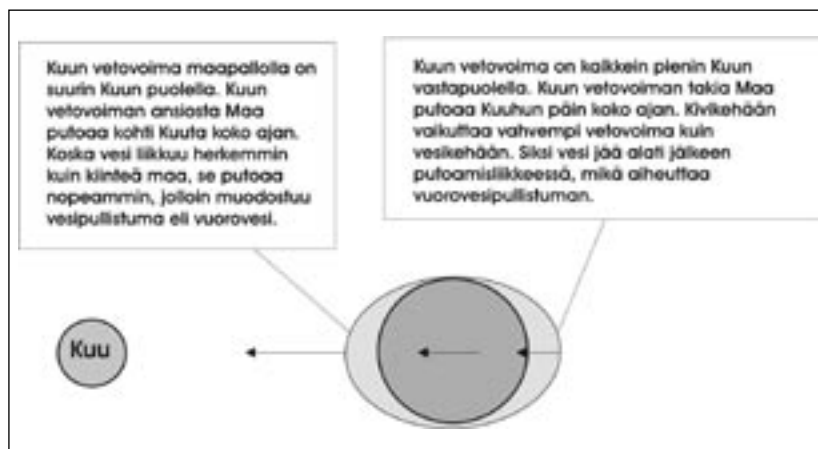 Kuun vetovoima maapallolla on
suurin Kuun puolella. Kuun
vetovoiman ansiosta Maa
putoaa kohti Kuuta koko ajan.
Koska vesi liikkuu herkemmin
kuin kiinteä maa, se putoaa
nopeammin, jolloin muodostuu
vesipullistuma eli vuorovesi.
Kuun vetovoima on kaikkein pienin Kuun
vastapuolella. Kuun vetovoiman takia Maa
putoaa Kuuhun päin koko ajan. Kivikehään
vaikuttaa vahvempi vetovoima kuin
vesikehään. Siksi vesi jää alati jälkeen
putoamisliikkeessä, mikä aiheuttaa
vuorovesipullistuman.
Kuu